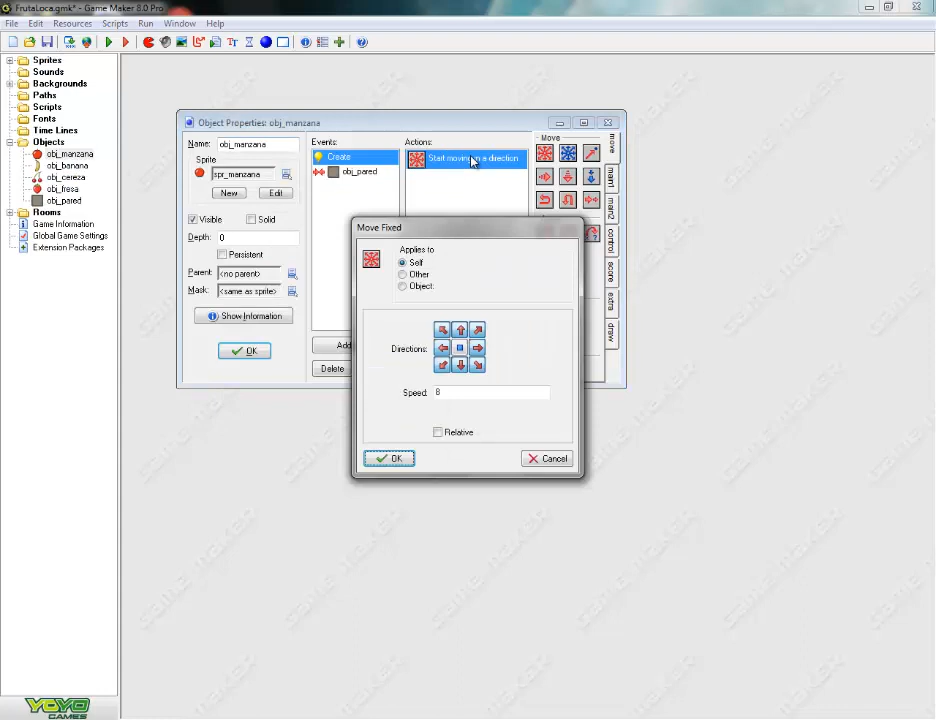 FrutaLoca.gmk* - Game Maker 8.0 Pro
File Edit Resources Scripts Run Window Help
Sprites
Sounds
Backgrounds
Paths
Scripts
Fonts
Time Lines
Objects
obj_manzana
obj_banana
obj_cereza
obj_fresa
obj_pared
Rooms
Game Information
Global Game Settings
Extension Packages
YOYO
GAMES
Object Properties: obj_manzana
Name: obj_manzana
Sprite
spr_manzana
New Edit
Visible Solid
Depth: 0
Persistent
Parent: <no parent>
Mask: <same as sprite>
Show Information
OK
Events:
Create
obj_pared
Add
Delete
Actions:
Start moving in a direction
Move
move
main1
main2
control
score
extra
draw
Move Fixed
Applies to
Self
Other
Object:
Directions:
Speed: 8
Relative
OK Cancel